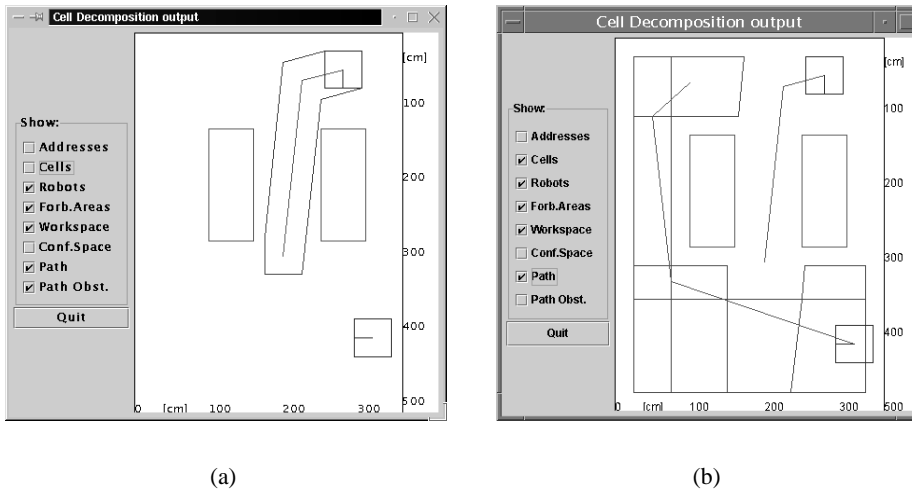 Cell Decomposition output
Show:
Addresses
Cells
Robots
Forb.Areas
Workspace
Conf.Space
Path
Path Obst.
Quit
[cm]
100
200
300
400
500
0 [cm] 100 200 300
(a)
Cell Decomposition output
Show:
Addresses
Cells
Robots
Forb.Areas
Workspace
Conf.Space
Path
Path Obst.
Quit
[cm]
100
200
300
400
500
0 [cm] 100 200 300
(b)